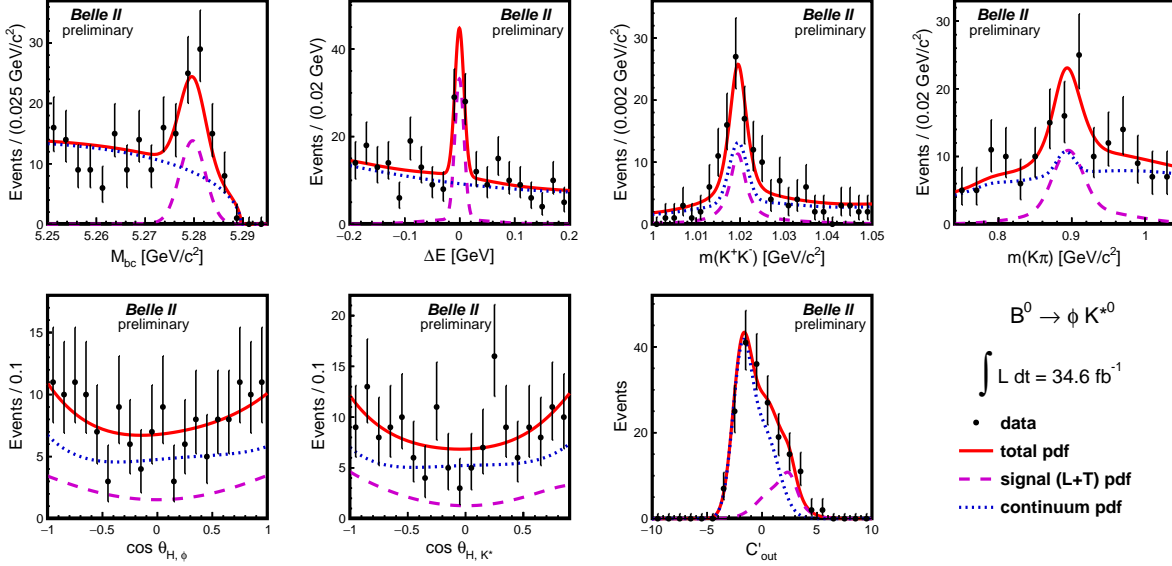 Belle II
preliminary
Events / (0.025 GeV/c²)
0
10
20
30
5.25
5.26
5.27
5.28
5.29
M_bc [GeV/c²]
Belle II
preliminary
Events / (0.02 GeV)
0
20
40
−0.2
−0.1
0
0.1
0.2
ΔE [GeV]
Belle II
preliminary
Events / (0.002 GeV/c²)
0
10
20
30
1
1.01
1.02
1.03
1.04
1.05
m(K⁺K⁻) [GeV/c²]
Belle II
preliminary
Events / (0.02 GeV/c²)
0
10
20
30
0.8
0.9
1
m(Kπ) [GeV/c²]
Belle II
preliminary
Events / 0.1
0
5
10
15
−1
−0.5
0
0.5
1
cos θ_H, ϕ
Belle II
preliminary
Events / 0.1
0
5
10
15
20
−1
−0.5
0
0.5
cos θ_H, K*
Belle II
preliminary
Events
0
20
40
−10
−5
0
5
10
C'_out
B⁰ → ϕ K*⁰
∫ L dt = 34.6 fb⁻¹
data
total pdf
signal (L+T) pdf
continuum pdf